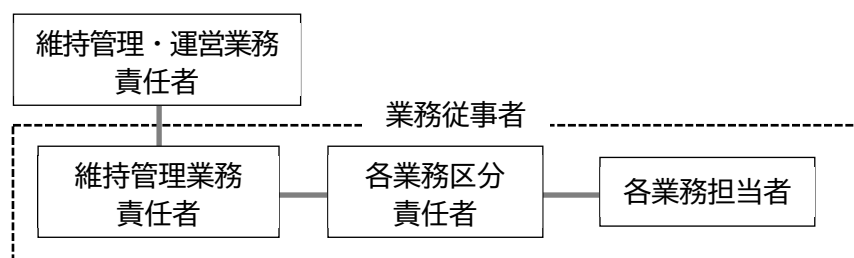 維持管理・運営業務
責任者
業務従事者
維持管理業務
責任者
各業務区分
責任者
各業務担当者